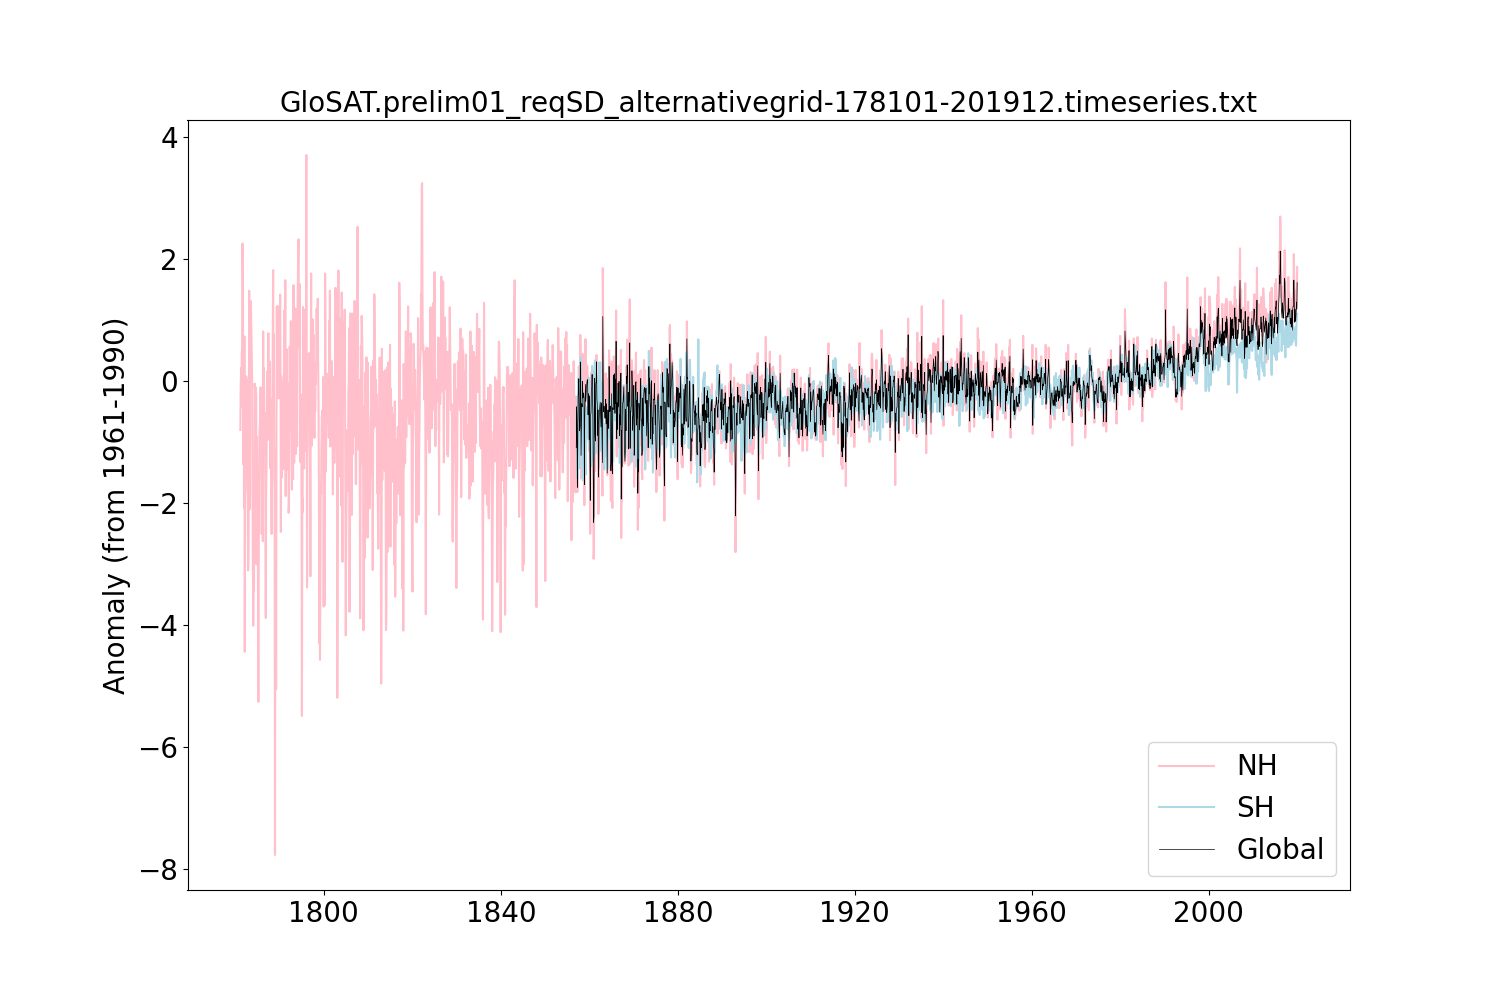 GloSAT.prelim01_reqSD_alternativegrid-178101-201912.timeseries.txt
Anomaly (from 1961-1990)
4
2
0
−2
−4
−6
−8
1800 1840 1880 1920 1960 2000
NH
SH
Global